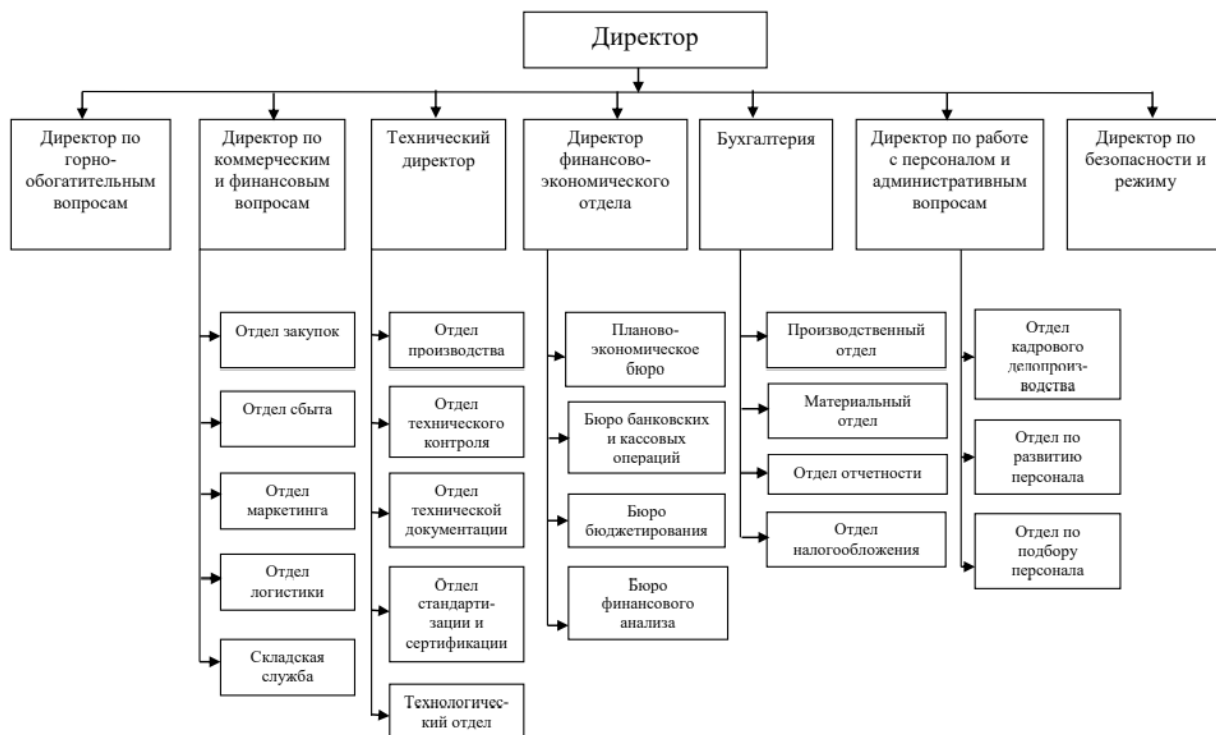 Директор
Директор по
горно-
обогатительным
вопросам
Директор по
коммерческим
и финансовым
вопросам
Технический
директор
Директор
финансово-
экономического
отдела
Бухгалтерия
Директор по работе
с персоналом и
административным
вопросам
Директор по
безопасности и
режиму
Отдел закупок
Отдел сбыта
Отдел
маркетинга
Отдел
логистики
Складская
служба
Отдел
производства
Отдел
технического
контроля
Отдел
технической
документации
Отдел
стандарти-
зации и
сертификации
Технологичес-
кий отдел
Планово-
экономическое
бюро
Бюро банковских
и кассовых
операций
Бюро
бюджетирования
Бюро
финансового
анализа
Производственный
отдел
Материальный
отдел
Отдел отчетности
Отдел
налогообложения
Отдел
кадрового
делопроиз-
водства
Отдел по
развитию
персонала
Отдел по
подбору
персонала